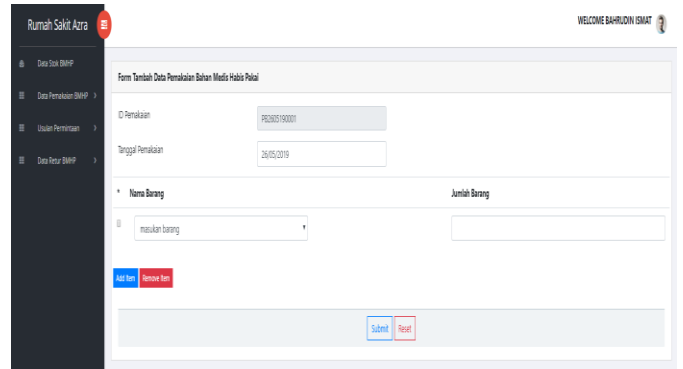 Rumah Sakit Azra
WELCOME BAHRUDIN ISMAT
Data Stok BMHP
Data Pemakaian BMHP
Usulan Permintaan
Data Retur BMHP
Form Tambah Data Pemakaian Bahan Medis Habis Pakai
ID Pemakaian
PB2605190001
Tanggal Pemakaian
26/05/2019
* Nama Barang Jumlah Barang
masukan barang
Add Item Remove Item
Submit Reset